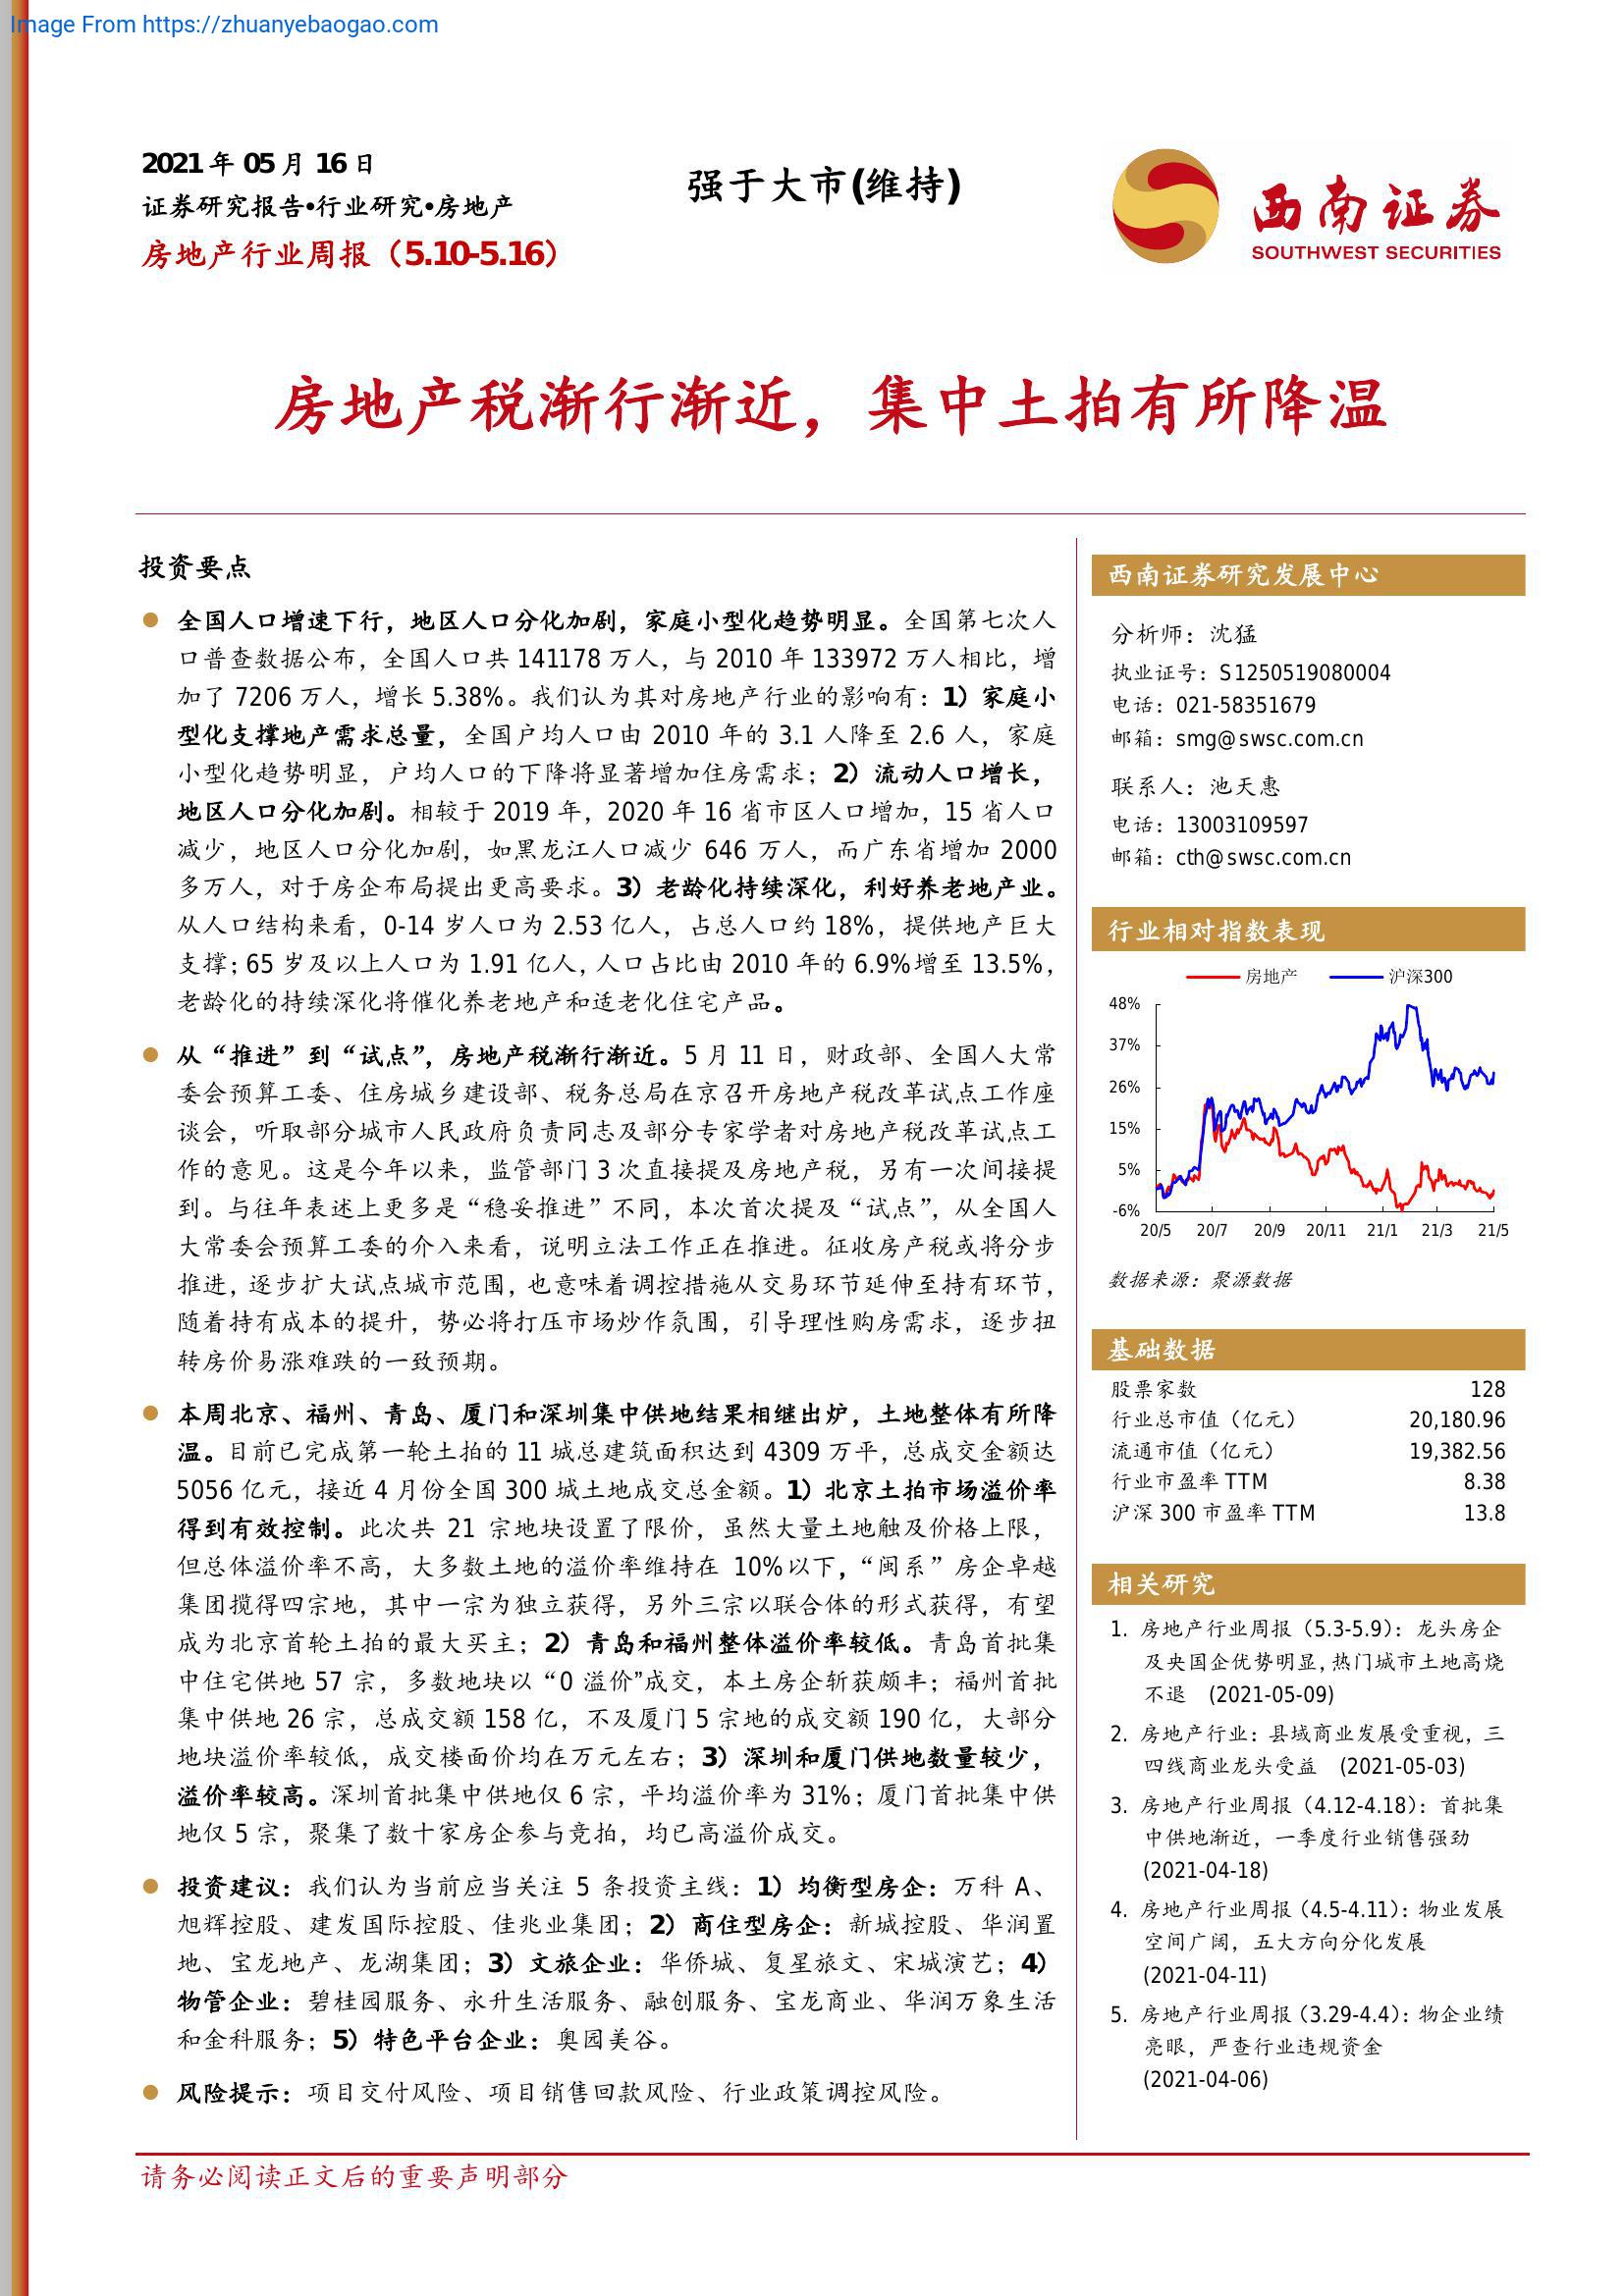 Image From https://zhuanyebaogao.com
2021 年 05 月 16 日
证券研究报告•行业研究•房地产
房地产行业周报（5.10-5.16）
强于大市(维持)
西南证券
SOUTHWEST SECURITIES
房地产税渐行渐近，集中土拍有所降温
投资要点
全国人口增速下行，地区人口分化加剧，家庭小型化趋势明显。全国第七次人
口普查数据公布，全国人口共 141178 万人，与 2010 年 133972 万人相比，增
加了 7206 万人，增长 5.38%。我们认为其对房地产行业的影响有：1）家庭小
型化支撑地产需求总量，全国户均人口由 2010 年的 3.1 人降至 2.6 人，家庭
小型化趋势明显，户均人口的下降将显著增加住房需求；2）流动人口增长，
地区人口分化加剧。相较于 2019 年，2020 年 16 省市区人口增加，15 省人口
减少，地区人口分化加剧，如黑龙江人口减少 646 万人，而广东省增加 2000
多万人，对于房企布局提出更高要求。3）老龄化持续深化，利好养老地产业。
从人口结构来看，0-14 岁人口为 2.53 亿人，占总人口约 18%，提供地产巨大
支撑；65 岁及以上人口为 1.91 亿人，人口占比由 2010 年的 6.9%增至 13.5%，
老龄化的持续深化将催化养老地产和适老化住宅产品。
从“推进”到“试点”，房地产税渐行渐近。5 月 11 日，财政部、全国人大常
委会预算工委、住房城乡建设部、税务总局在京召开房地产税改革试点工作座
谈会，听取部分城市人民政府负责同志及部分专家学者对房地产税改革试点工
作的意见。这是今年以来，监管部门 3 次直接提及房地产税，另有一次间接提
到。与往年表述上更多是“稳妥推进”不同，本次首次提及“试点”，从全国人
大常委会预算工委的介入来看，说明立法工作正在推进。征收房产税或将分步
推进，逐步扩大试点城市范围，也意味着调控措施从交易环节延伸至持有环节，
随着持有成本的提升，势必将打压市场炒作氛围，引导理性购房需求，逐步扭
转房价易涨难跌的一致预期。
本周北京、福州、青岛、厦门和深圳集中供地结果相继出炉，土地整体有所降
温。目前已完成第一轮土拍的 11 城总建筑面积达到 4309 万平，总成交金额达
5056 亿元，接近 4 月份全国 300 城土地成交总金额。1）北京土拍市场溢价率
得到有效控制。此次共 21 宗地块设置了限价，虽然大量土地触及价格上限，
但总体溢价率不高，大多数土地的溢价率维持在 10%以下，“闽系”房企卓越
集团揽得四宗地，其中一宗为独立获得，另外三宗以联合体的形式获得，有望
成为北京首轮土拍的最大买主；2）青岛和福州整体溢价率较低。青岛首批集
中住宅供地 57 宗，多数地块以“0 溢价”成交，本土房企斩获颇丰；福州首批
集中供地 26 宗，总成交额 158 亿，不及厦门 5 宗地的成交额 190 亿，大部分
地块溢价率较低，成交楼面价均在万元左右；3）深圳和厦门供地数量较少，
溢价率较高。深圳首批集中供地仅 6 宗，平均溢价率为 31%；厦门首批集中供
地仅 5 宗，聚集了数十家房企参与竞拍，均已高溢价成交。
投资建议：我们认为当前应当关注 5 条投资主线：1）均衡型房企：万科 A、
旭辉控股、建发国际控股、佳兆业集团；2）商住型房企：新城控股、华润置
地、宝龙地产、龙湖集团；3）文旅企业：华侨城、复星旅文、宋城演艺；4）
物管企业：碧桂园服务、永升生活服务、融创服务、宝龙商业、华润万象生活
和金科服务；5）特色平台企业：奥园美谷。
风险提示：项目交付风险、项目销售回款风险、行业政策调控风险。
西南证券研究发展中心
分析师：沈猛
执业证号：S1250519080004
电话：021-58351679
邮箱：smg@swsc.com.cn
联系人：池天惠
电话：13003109597
邮箱：cth@swsc.com.cn
行业相对指数表现
房地产 沪深300
48%
37%
26%
15%
5%
-6%
20/5 20/7 20/9 20/11 21/1 21/3 21/5
数据来源：聚源数据
基础数据
股票家数 128
行业总市值（亿元） 20,180.96
流通市值（亿元） 19,382.56
行业市盈率 TTM 8.38
沪深 300 市盈率 TTM 13.8
相关研究
1. 房地产行业周报（5.3-5.9）：龙头房企
及央国企优势明显，热门城市土地高烧
不退 (2021-05-09)
2. 房地产行业：县域商业发展受重视，三
四线商业龙头受益 (2021-05-03)
3. 房地产行业周报（4.12-4.18）：首批集
中供地渐近，一季度行业销售强劲
(2021-04-18)
4. 房地产行业周报（4.5-4.11）：物业发展
空间广阔，五大方向分化发展
(2021-04-11)
5. 房地产行业周报（3.29-4.4）：物企业绩
亮眼，严查行业违规资金
(2021-04-06)
请务必阅读正文后的重要声明部分